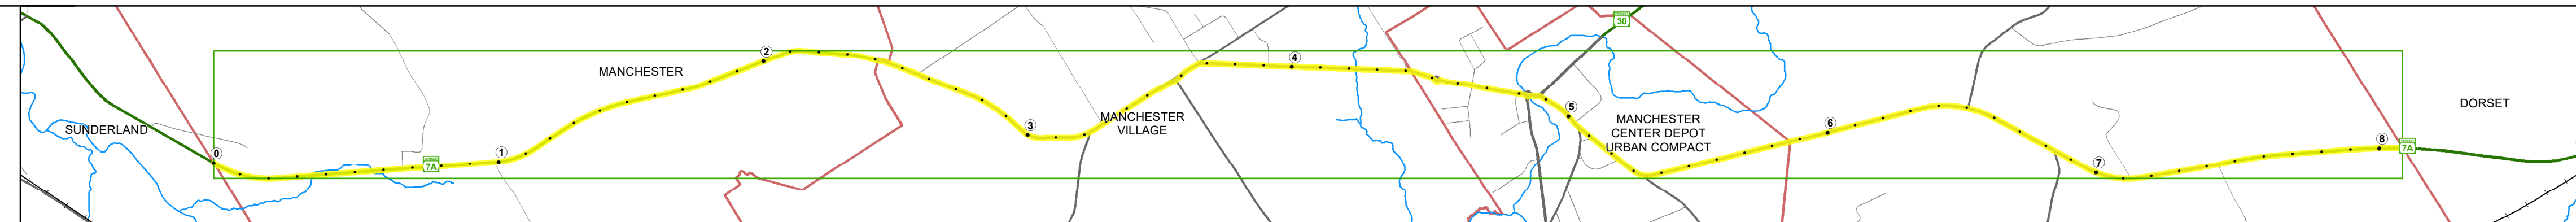 30
2
MANCHESTER
4
MANCHESTER
VILLAGE
5
MANCHESTER
CENTER DEPOT
URBAN COMPACT
DORSET
SUNDERLAND
3
6
0
1
7A
7
8
7A